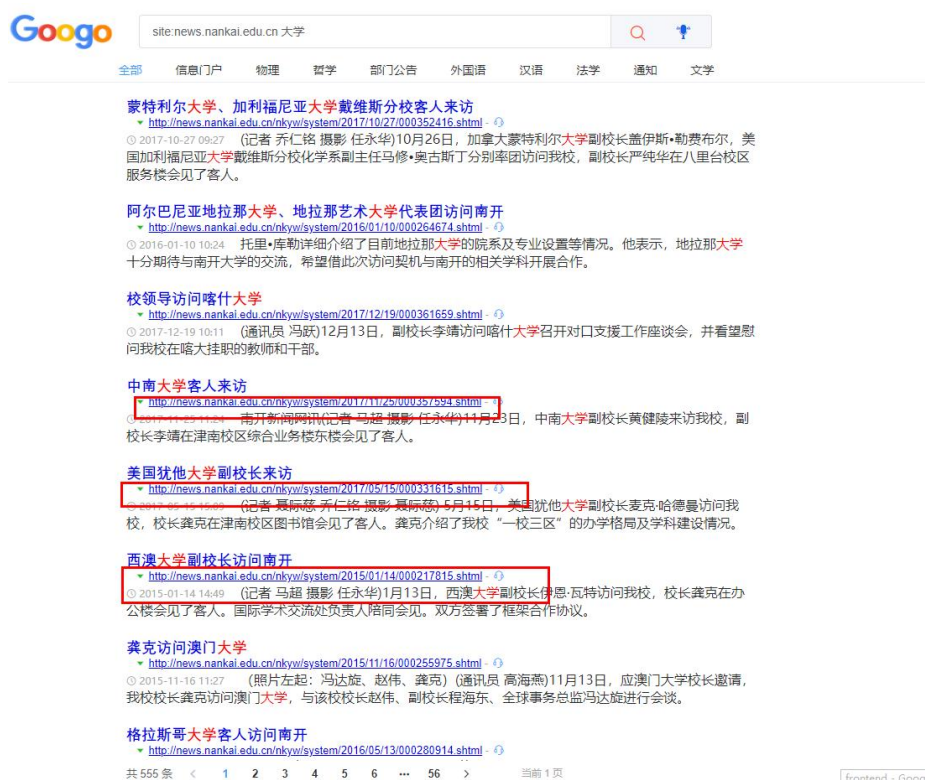 Googo
site:news.nankai.edu.cn 大学
全部 信息门户 物理 哲学 部门公告 外国语 汉语 法学 通知 文学
蒙特利尔大学、加利福尼亚大学戴维斯分校客人来访
http://news.nankai.edu.cn/nkyw/system/2017/10/27/000352416.shtml -
2017-10-27 09:27 (记者 乔仁铭 摄影 任永华)10月26日，加拿大蒙特利尔大学副校长盖伊斯•勒费布尔，美
国加利福尼亚大学戴维斯分校化学系副主任马修•奥古斯丁分别率团访问我校，副校长严纯华在八里台校区
服务楼会见了客人。
阿尔巴尼亚地拉那大学、地拉那艺术大学代表团访问南开
http://news.nankai.edu.cn/nkyw/system/2016/01/10/000264674.shtml -
2016-01-10 10:24 托里•库勒详细介绍了目前地拉那大学的院系及专业设置等情况。他表示，地拉那大学
十分期待与南开大学的交流，希望借此次访问契机与南开的相关学科开展合作。
校领导访问喀什大学
http://news.nankai.edu.cn/nkyw/system/2017/12/19/000361659.shtml -
2017-12-19 10:11 (通讯员 冯跃)12月13日，副校长李靖访问喀什大学召开对口支援工作座谈会，并看望慰
问我校在喀大挂职的教师和干部。
中南大学客人来访
http://news.nankai.edu.cn/nkyw/system/2017/11/25/000357594.shtml -
2017-11-25 11:24 南开新闻网讯(记者 马超 摄影 任永华)11月23日，中南大学副校长黄健陵来访我校，副
校长李靖在津南校区综合业务楼东楼会见了客人。
美国犹他大学副校长来访
http://news.nankai.edu.cn/nkyw/system/2017/05/15/000331615.shtml -
2017-05-15 15:09 (记者 聂际慈 乔仁铭 摄影 聂际慈) 5月15日，美国犹他大学副校长麦克·哈德曼访问我
校，校长龚克在津南校区图书馆会见了客人。龚克介绍了我校“一校三区”的办学格局及学科建设情况。
西澳大学副校长访问南开
http://news.nankai.edu.cn/nkyw/system/2015/01/14/000217815.shtml -
2015-01-14 14:49 (记者 马超 摄影 任永华)1月13日，西澳大学副校长伊恩·瓦特访问我校，校长龚克在办
公楼会见了客人。国际学术交流处负责人陪同会见。双方签署了框架合作协议。
龚克访问澳门大学
http://news.nankai.edu.cn/nkyw/system/2015/11/16/000255975.shtml -
2015-11-16 11:27 (照片左起：冯达旋、赵伟、龚克) (通讯员 高海燕)11月13日，应澳门大学校长邀请，
我校校长龚克访问澳门大学，与该校校长赵伟、副校长程海东、全球事务总监冯达旋进行会谈。
格拉斯哥大学客人访问南开
http://news.nankai.edu.cn/nkyw/system/2016/05/13/000280914.shtml -
共 555 条 < 1 2 3 4 5 6 ••• 56 > 当前 1 页
frontend - Goog